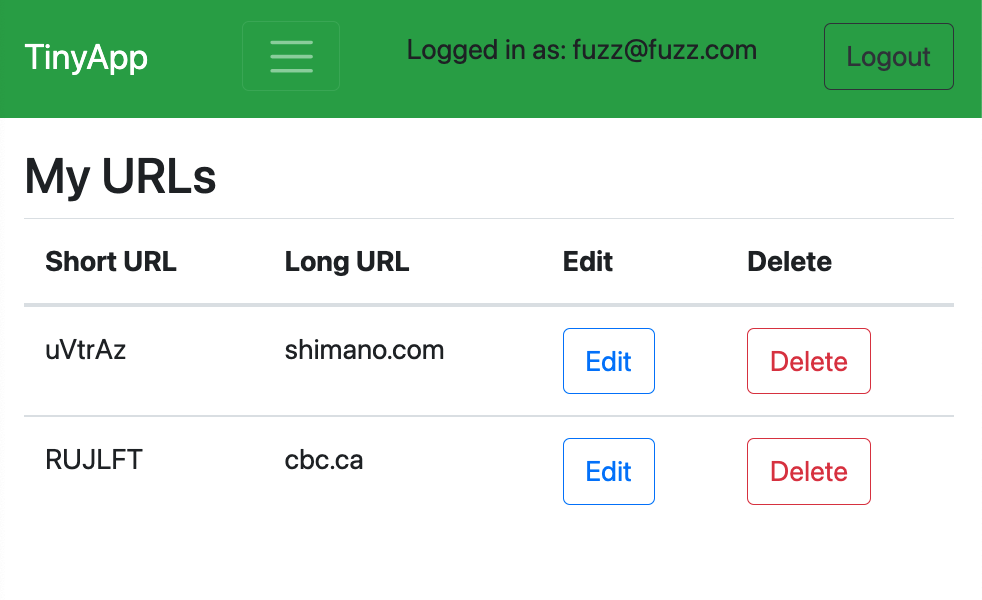 TinyApp Logged in as: fuzz@fuzz.com Logout
My URLs
Short URL Long URL Edit Delete
uVtrAz shimano.com Edit Delete
RUJLFT cbc.ca Edit Delete